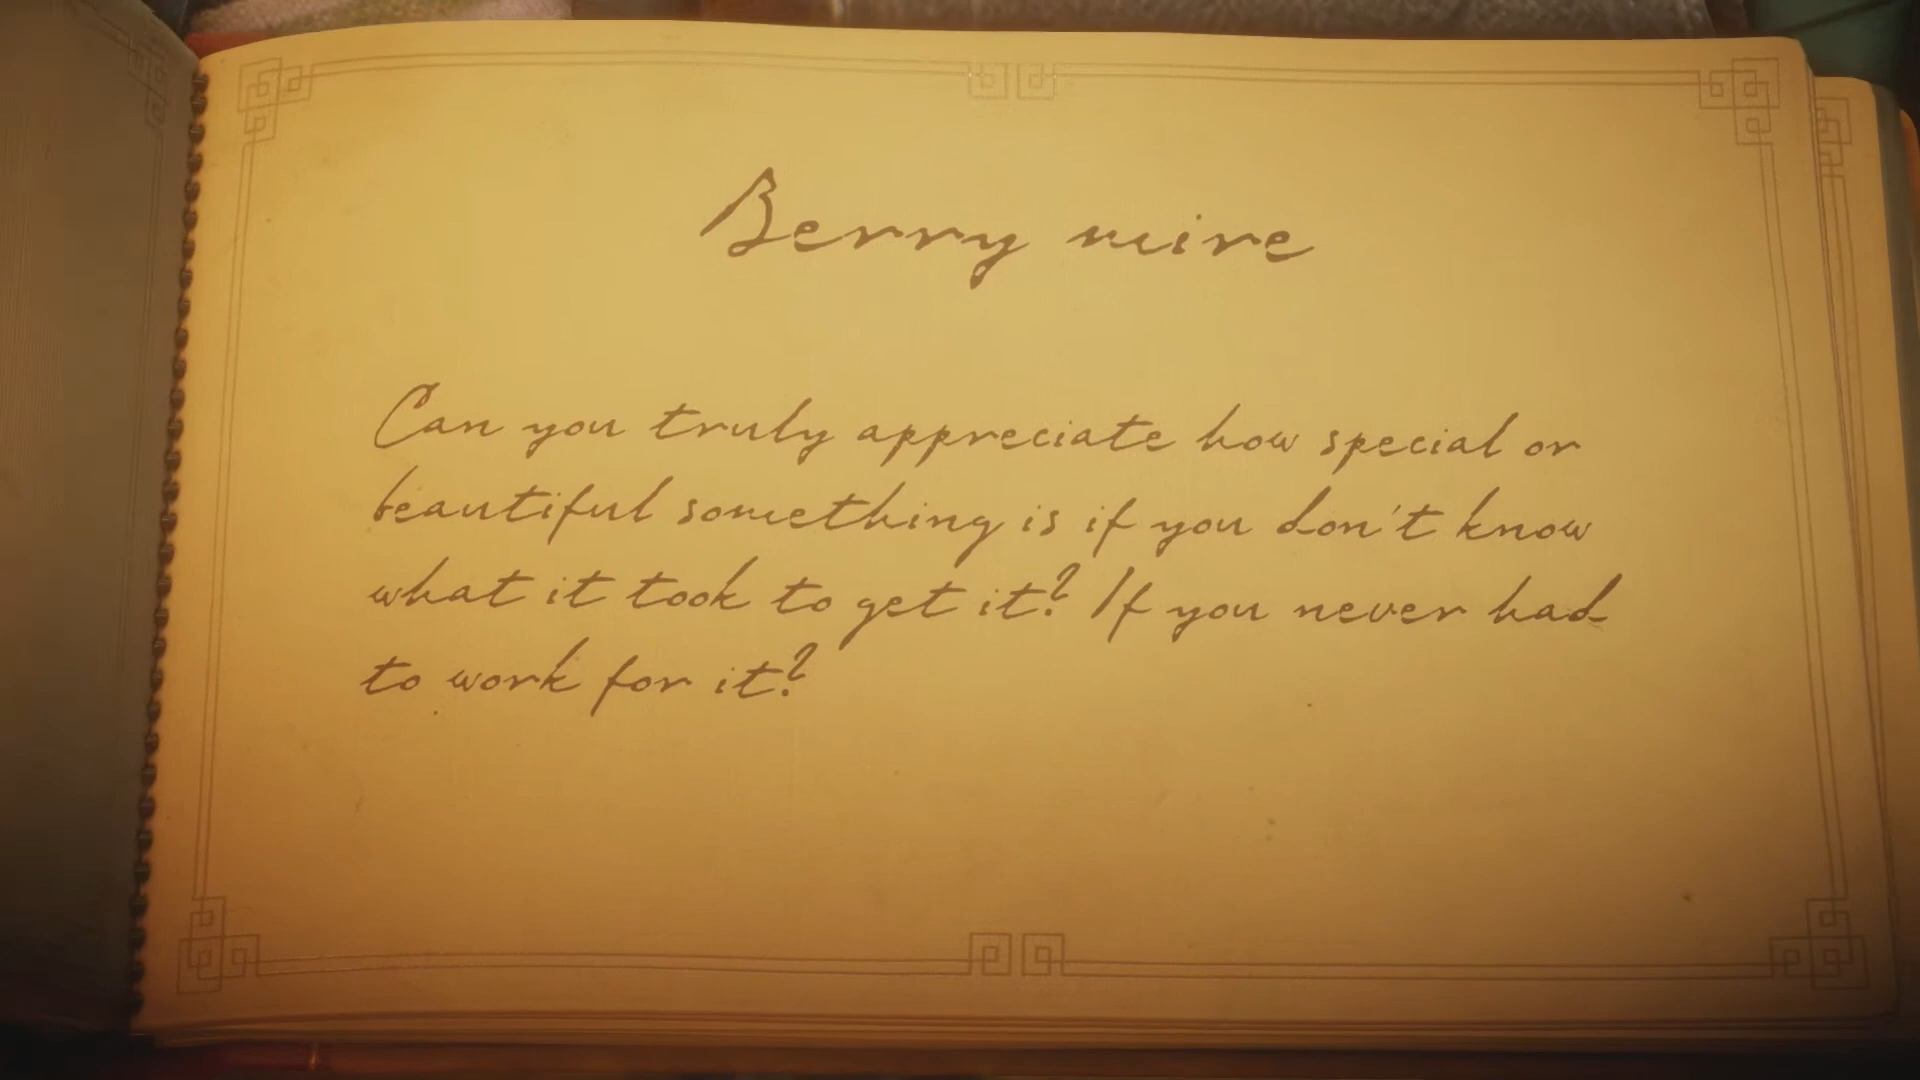 Berry mire
Can you truly appreciate how special or
beautiful something is if you don't know
what it took to get it? If you never had
to work for it?